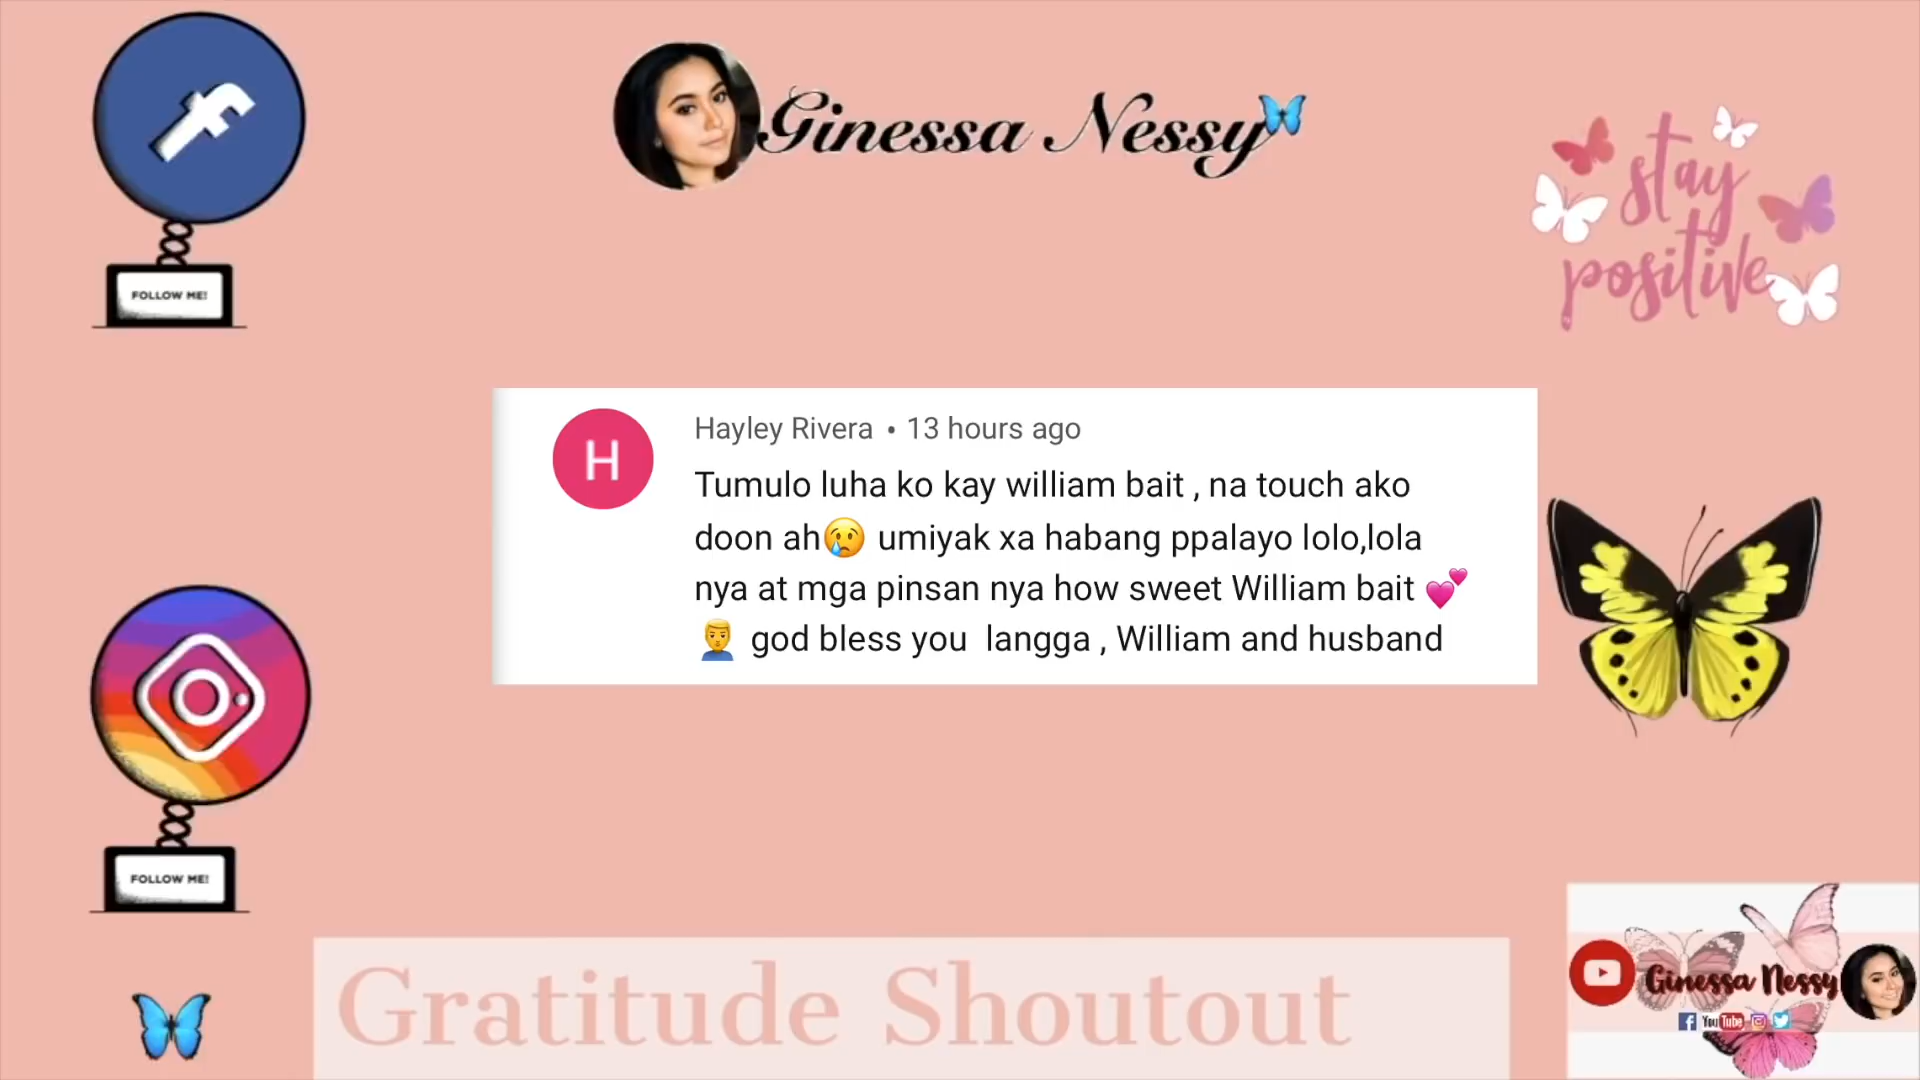 Ginessa Nessy
stay
positive
FOLLOW ME!
Hayley Rivera • 13 hours ago
H
Tumulo luha ko kay william bait , na touch ako
doon ah😢 umiyak xa habang ppalayo lolo,lola
nya at mga pinsan nya how sweet William bait 💕
🙎‍♂️ god bless you  langga , William and husband
FOLLOW ME!
Gratitude Shoutout
Ginessa Nessy
YouTube